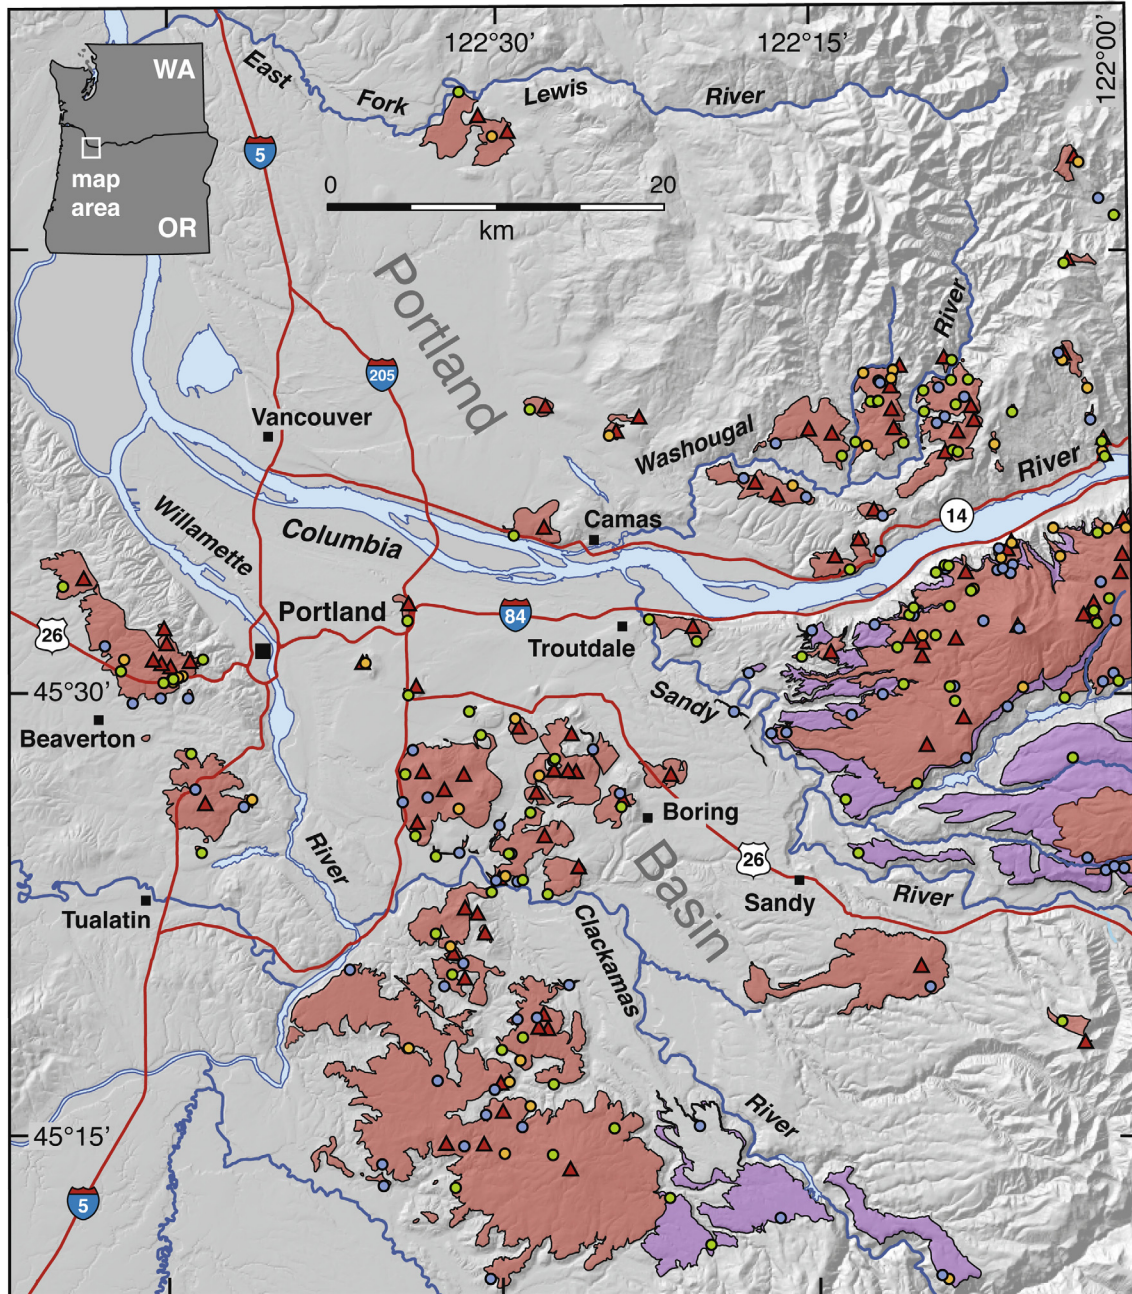 122°30'
122°15'
122°00'
East
Fork
Lewis
River
WA
5
map
area
OR
0
20
km
Portland
River
205
Vancouver
Washougal
River
14
Willamette
Columbia
Camas
Portland
84
Troutdale
26
45°30'
Sandy
Beaverton
Boring
River
Basin
26
Sandy
River
Tualatin
Clackamas
River
45°15'
5